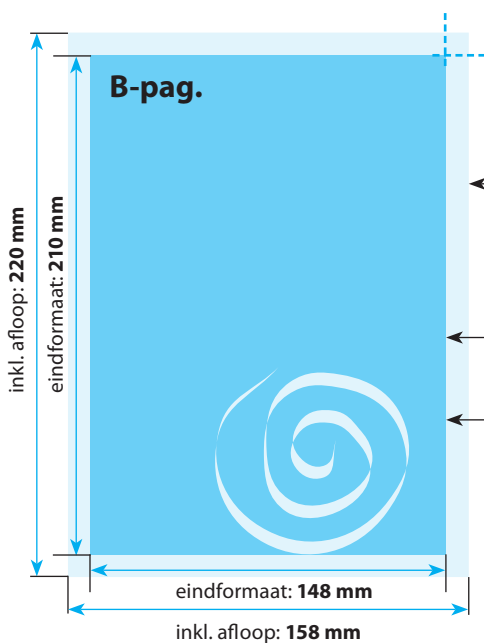 B-pag.
inkl. afloop: 220 mm
eindformaat: 210 mm
eindformaat: 148 mm
inkl. afloop: 158 mm